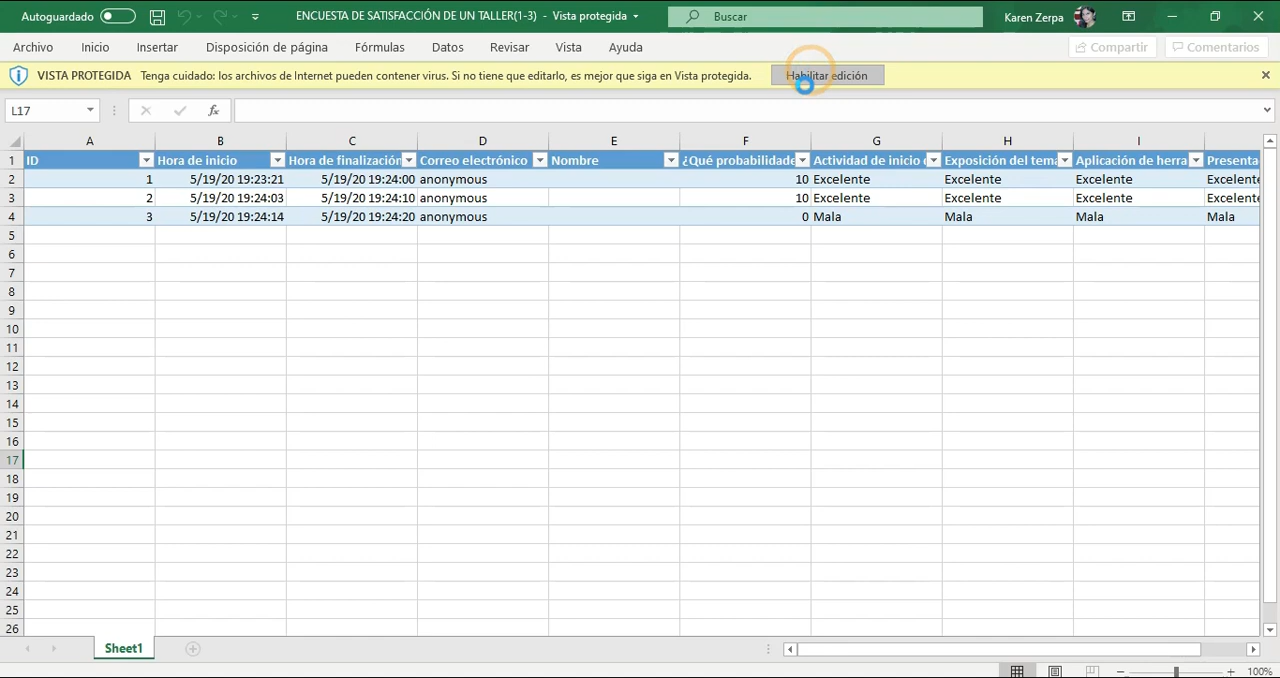 Autoguardado ENCUESTA DE SATISFACCIÓN DE UN TALLER(1-3) - Vista protegida Buscar Karen Zerpa
Archivo Inicio Insertar Disposición de página Fórmulas Datos Revisar Vista Ayuda Compartir Comentarios
VISTA PROTEGIDA Tenga cuidado: los archivos de Internet pueden contener virus. Si no tiene que editarlo, es mejor que siga en Vista protegida. Habilitar edición
L17 fx
A B C D E F G H I
1 ID Hora de inicio Hora de finalización Correo electrónico Nombre ¿Qué probabilidade Actividad de inicio Exposición del tema Aplicación de herra Presenta
2 1 5/19/20 19:23:21 5/19/20 19:24:00 anonymous 10 Excelente Excelente Excelente Excelente
3 2 5/19/20 19:24:03 5/19/20 19:24:10 anonymous 10 Excelente Excelente Excelente Excelente
4 3 5/19/20 19:24:14 5/19/20 19:24:20 anonymous 0 Mala Mala Mala Mala
5
6
7
8
9
10
11
12
13
14
15
16
17
18
19
20
21
22
23
24
25
26
Sheet1
100%